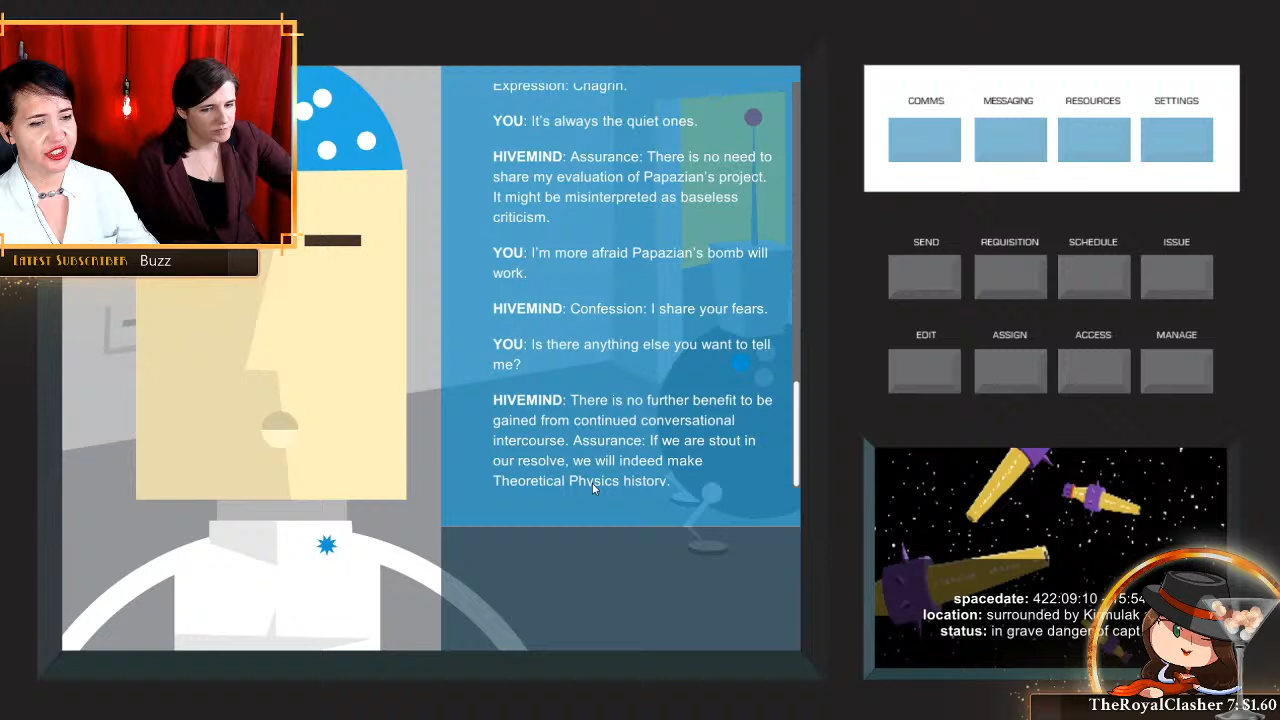 Expression: Chagrin.
YOU: It's always the quiet ones.
HIVEMIND: Assurance: There is no need to
share my evaluation of Papazian's project.
It might be misinterpreted as baseless
criticism.
YOU: I'm more afraid Papazian's bomb will
work.
HIVEMIND: Confession: I share your fears.
YOU: Is there anything else you want to tell
me?
HIVEMIND: There is no further benefit to be
gained from continued conversational
intercourse. Assurance: If we are stout in
our resolve, we will indeed make
Theoretical Physics history.
LATEST SUBSCRIBER Buzz
COMMS MESSAGING RESOURCES SETTINGS
SEND REQUISITION SCHEDULE ISSUE
EDIT ASSIGN ACCESS MANAGE
spacedate: 422:09:10 - 15:54
location: surrounded by
status: in grave danger of
TheRoyalClasher 7: $1.60